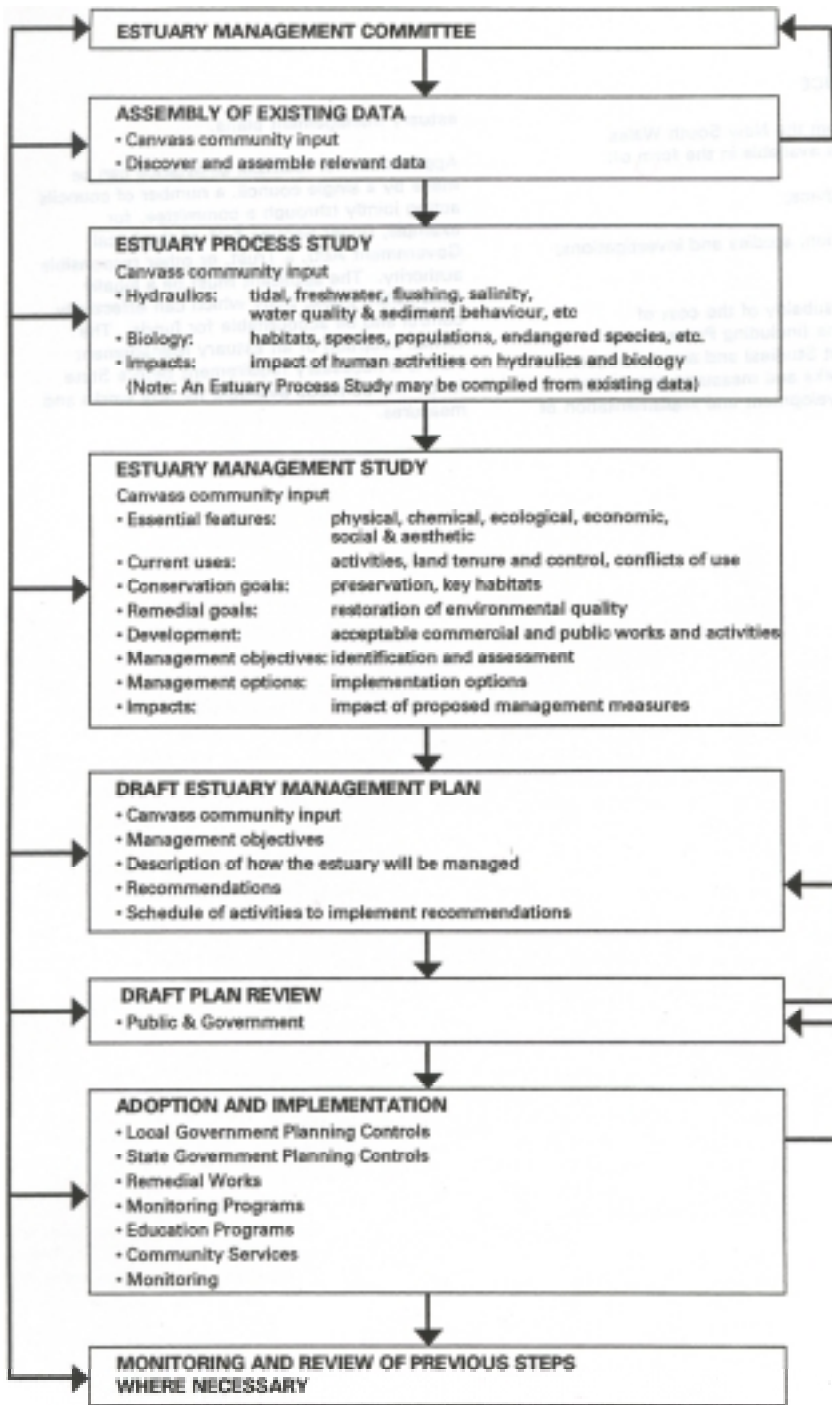 ESTUARY MANAGEMENT COMMITTEE
ASSEMBLY OF EXISTING DATA
• Canvass community input
• Discover and assemble relevant data
ESTUARY PROCESS STUDY
Canvass community input
• Hydraulics: tidal, freshwater, flushing, salinity,
water quality & sediment behaviour, etc
• Biology: habitats, species, populations, endangered species, etc.
• Impacts: Impact of human activities on hydraulics and biology
(Note: An Estuary Process Study may be compiled from existing data)
ESTUARY MANAGEMENT STUDY
Canvass community input
• Essential features: physical, chemical, ecological, economic,
social & aesthetic
• Current uses: activities, land tenure and control, conflicts of use
• Conservation goals: preservation, key habitats
• Remedial goals: restoration of environmental quality
• Development: acceptable commercial and public works and activities
• Management objectives: identification and assessment
• Management options: implementation options
• Impacts: impact of proposed management measures
DRAFT ESTUARY MANAGEMENT PLAN
• Canvass community input
• Management objectives
• Description of how the estuary will be managed
• Recommendations
• Schedule of activities to implement recommendations
DRAFT PLAN REVIEW
• Public & Government
ADOPTION AND IMPLEMENTATION
• Local Government Planning Controls
• State Government Planning Controls
• Remedial Works
• Monitoring Programs
• Education Programs
• Community Services
• Monitoring
MONITORING AND REVIEW OF PREVIOUS STEPS
WHERE NECESSARY